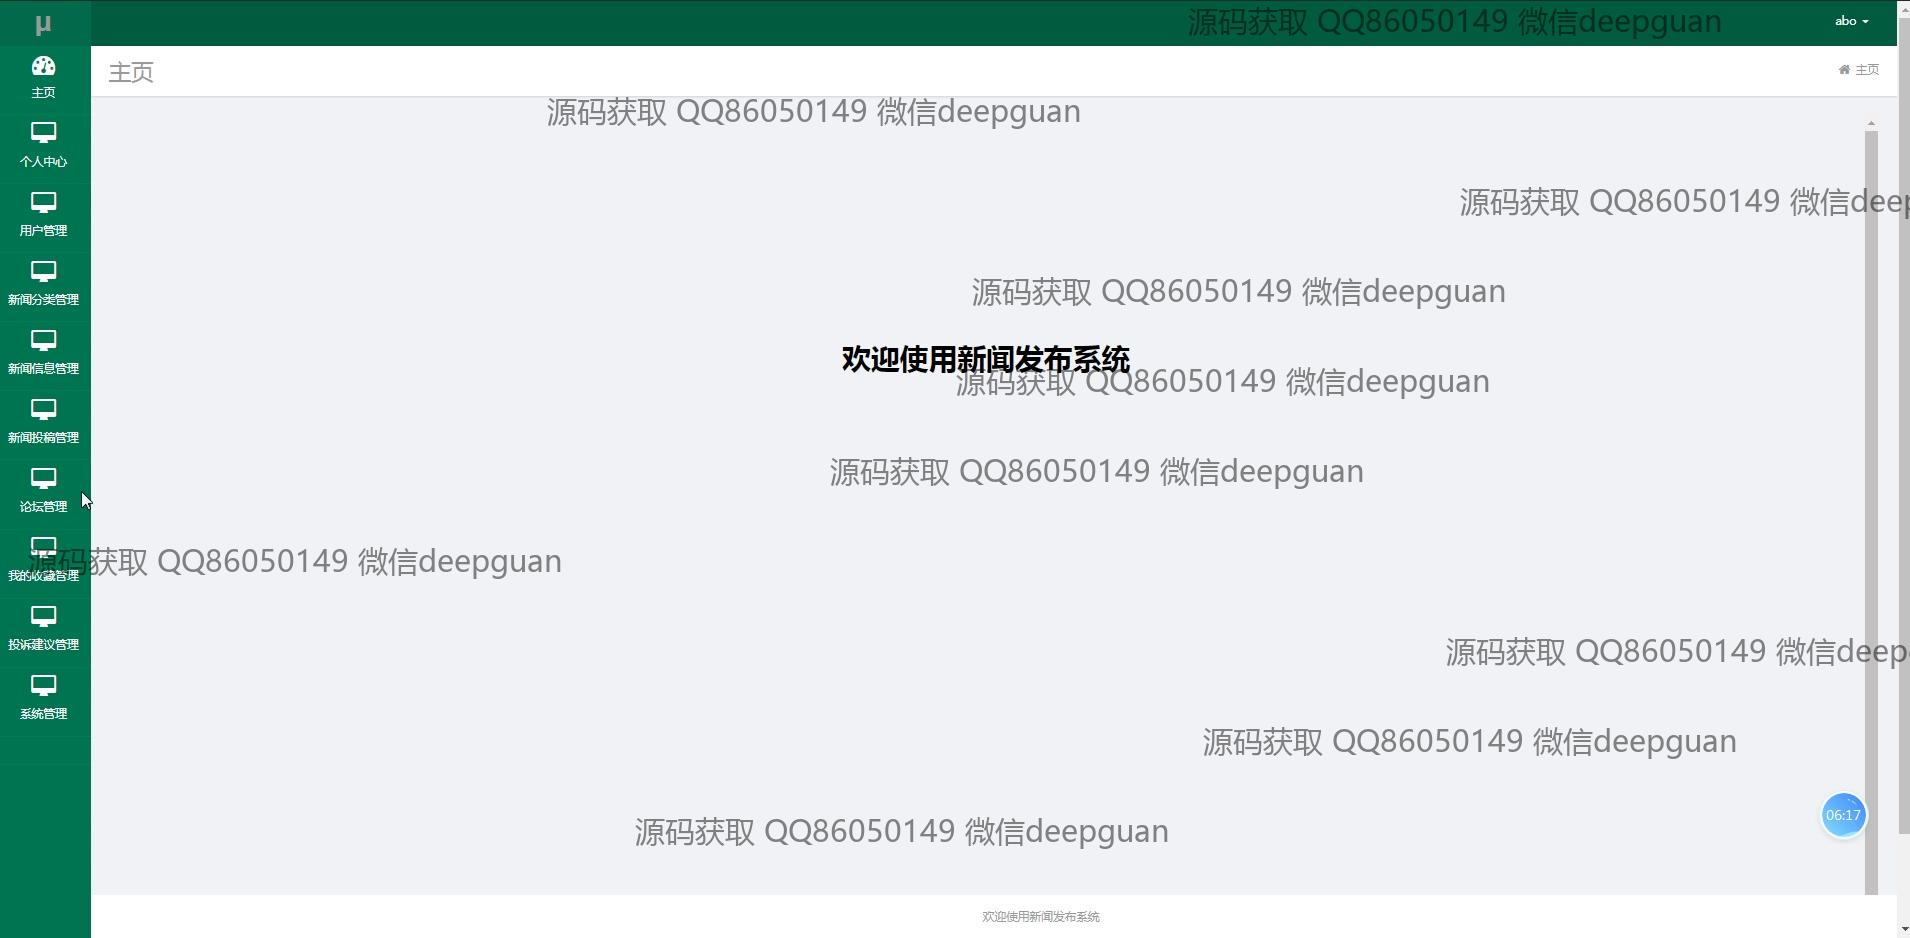 μ
源码获取 QQ86050149 微信deepguan
abo
主页
主页
主页
源码获取 QQ86050149 微信deepguan
个人中心
源码获取 QQ86050149 微信deep
用户管理
源码获取 QQ86050149 微信deepguan
新闻分类管理
欢迎使用新闻发布系统
新闻信息管理
源码获取 QQ86050149 微信deepguan
新闻投稿管理
源码获取 QQ86050149 微信deepguan
论坛管理
源码获取 QQ86050149 微信deepguan
我的收藏管理
投诉建议管理
源码获取 QQ86050149 微信deep
系统管理
源码获取 QQ86050149 微信deepguan
06:17
源码获取 QQ86050149 微信deepguan
欢迎使用新闻发布系统